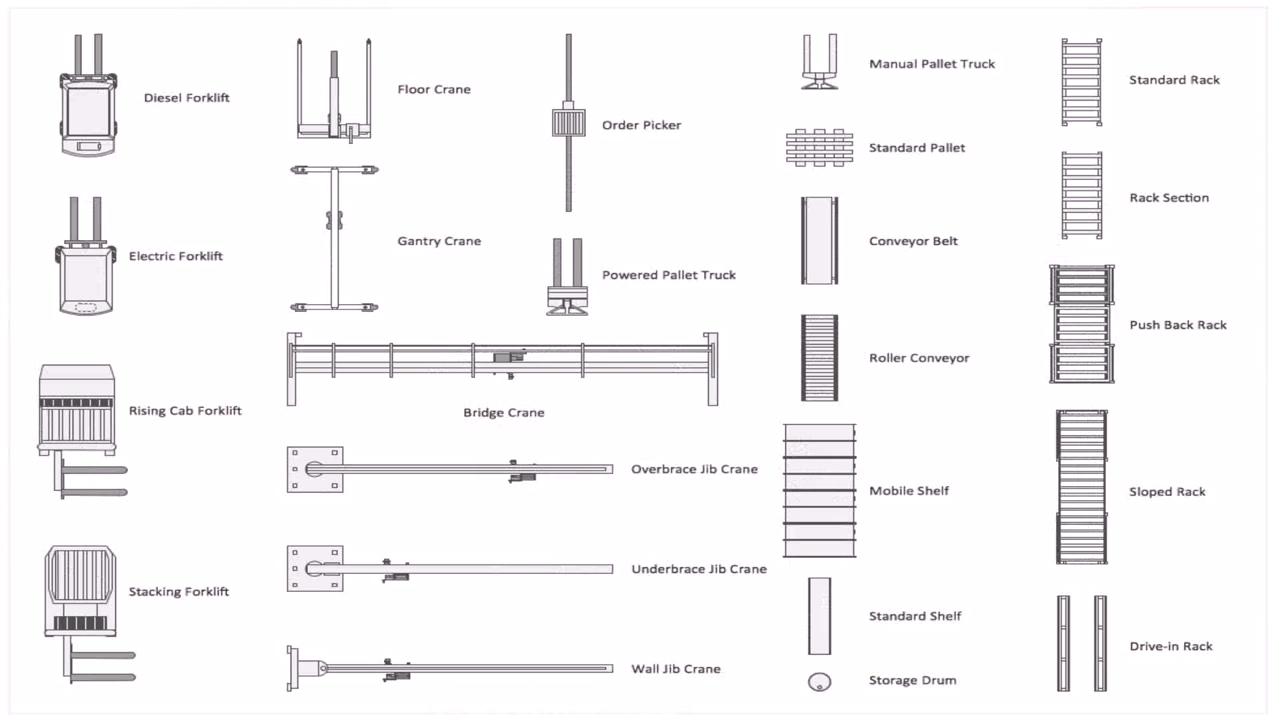 Diesel Forklift
Electric Forklift
Rising Cab Forklift
Stacking Forklift
Floor Crane
Gantry Crane
Bridge Crane
Overbrace Jib Crane
Underbrace Jib Crane
Wall Jib Crane
Order Picker
Powered Pallet Truck
Manual Pallet Truck
Standard Pallet
Conveyor Belt
Roller Conveyor
Mobile Shelf
Standard Shelf
Storage Drum
Standard Rack
Rack Section
Push Back Rack
Sloped Rack
Drive-in Rack